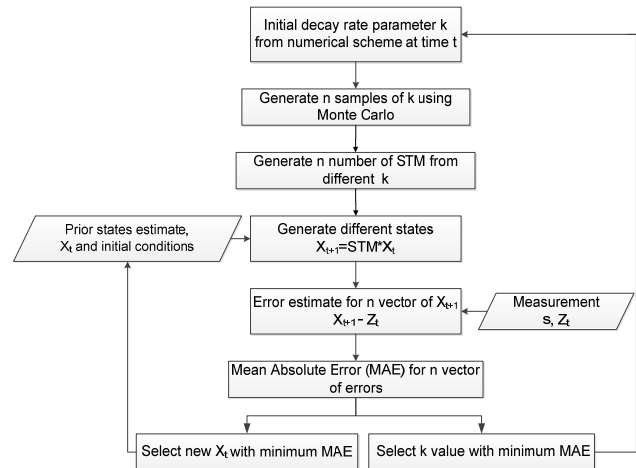 Initial decay rate parameter k
from numerical scheme at time t
Generate n samples of k using
Monte Carlo
Generate n number of STM from
different k
Prior states estimate,
Xt and initial conditions
Generate different states
Xt+1=STM*Xt
Error estimate for n vector of Xt+1
Xt+1 - Zt
Measurement
s, Zt
Mean Absolute Error (MAE) for n vector
of errors
Select new Xt with minimum MAE
Select k value with minimum MAE